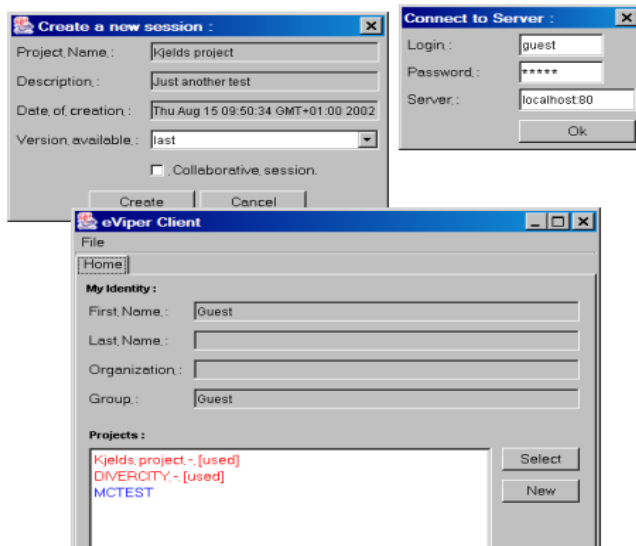 Create a new session :
Project Name : Kjelds project
Description : Just another test
Date of creation : Thu Aug 15 09:50:34 GMT+01:00 2002
Version available : last
Collaborative session.
Create Cancel
Connect to Server :
Login : guest
Password : *****
Server : localhost:80
Ok
eViper Client
File
Home
My Identity :
First Name : Guest
Last Name :
Organization :
Group : Guest
Projects :
Kjelds project - [used]
DIVERCITY - [used]
MCTEST
Select
New